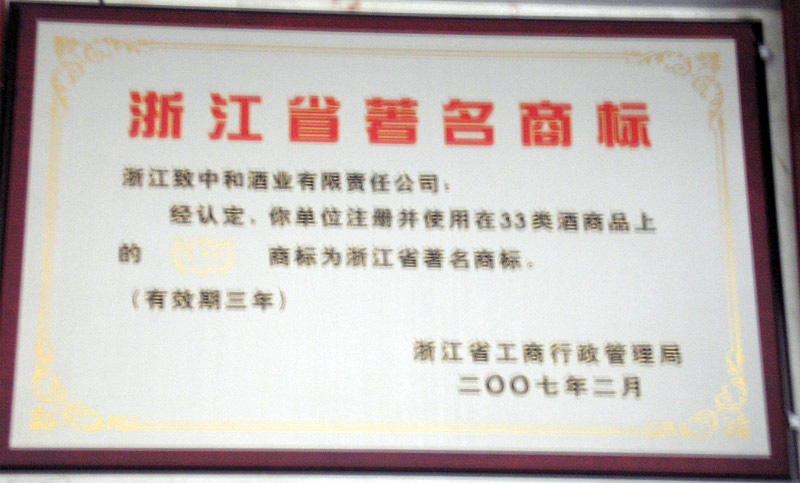 浙江省著名商标
浙江致中和酒业有限责任公司：
经认定，你单位注册并使用在33类酒商品上
的 商标为浙江省著名商标。
（有效期三年）
浙江省工商行政管理局
二〇〇七年二月